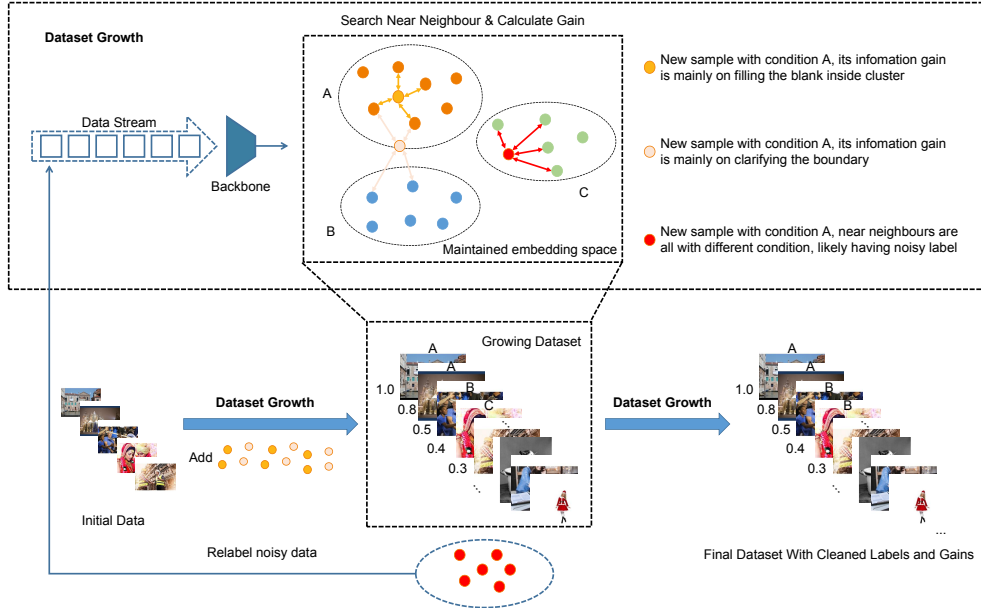 Search Near Neighbour & Calculate Gain
Dataset Growth
A
Data Stream
Backbone
C
B
Maintained embedding space
New sample with condition A, its infomation gain
is mainly on filling the blank inside cluster
New sample with condition A, its infomation gain
is mainly on clarifying the boundary
New sample with condition A, near neighbours are
all with different condition, likely having noisy label
Initial Data
Dataset Growth
Add
Growing Dataset
A
A
B
C
1.0
0.8
0.5
0.4
0.3
...
...
Dataset Growth
A
A
B
B
1.0
0.8
0.5
0.4
0.3
...
...
...
Final Dataset With Cleaned Labels and Gains
Relabel noisy data